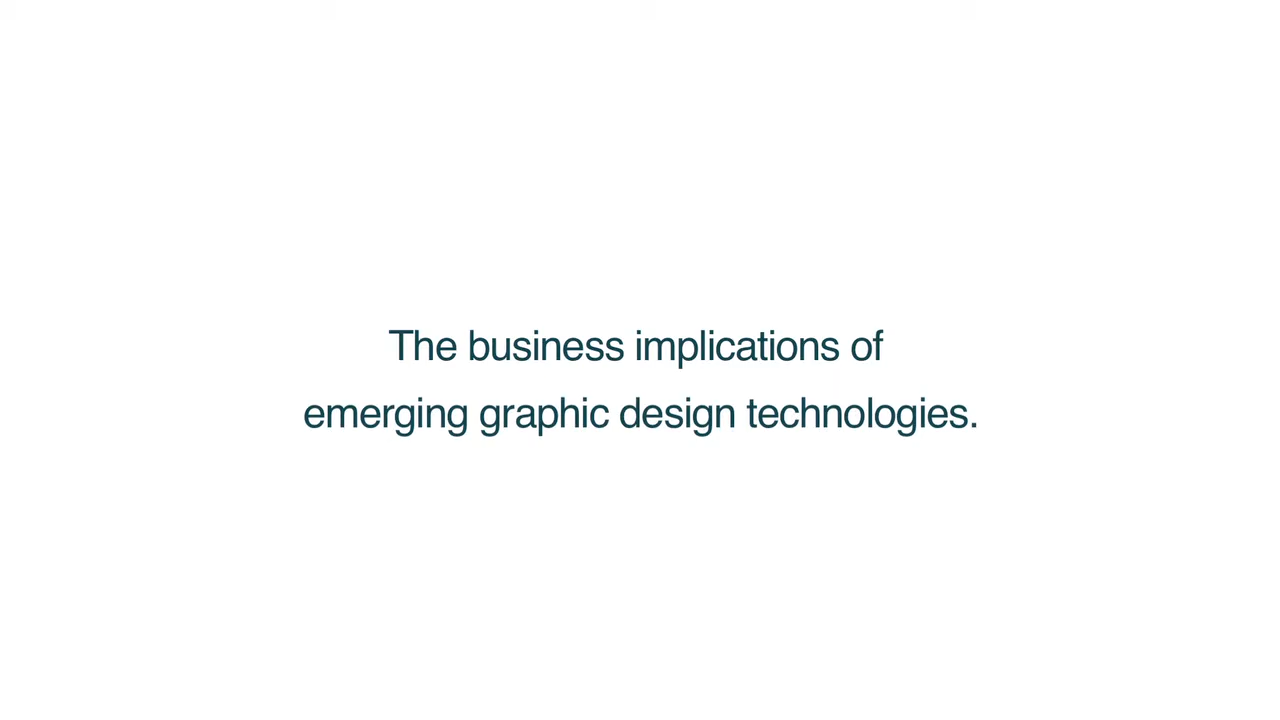 The business implications of
emerging graphic design technologies.